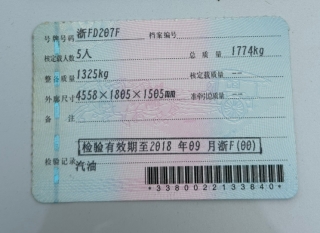 号牌号码 浙FD207F 档案编号
核定载人数 5人 总质量 1774kg
整备质量 1325kg 核定载质量 --
外廓尺寸 4558×1805×1505mm 准牵引总质量 --
备注
检验有效期至2018年09月浙F(00)
检验记录 汽油
*3380022133840*